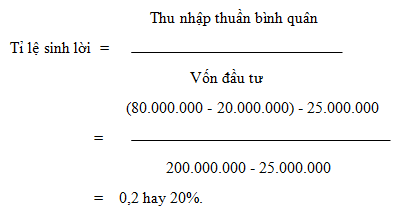 Thu nhập thuần bình quân
Tỉ lệ sinh lời =
Vốn đầu tư
(80.000.000 - 20.000.000) - 25.000.000
=
200.000.000 - 25.000.000
= 0,2 hay 20%.